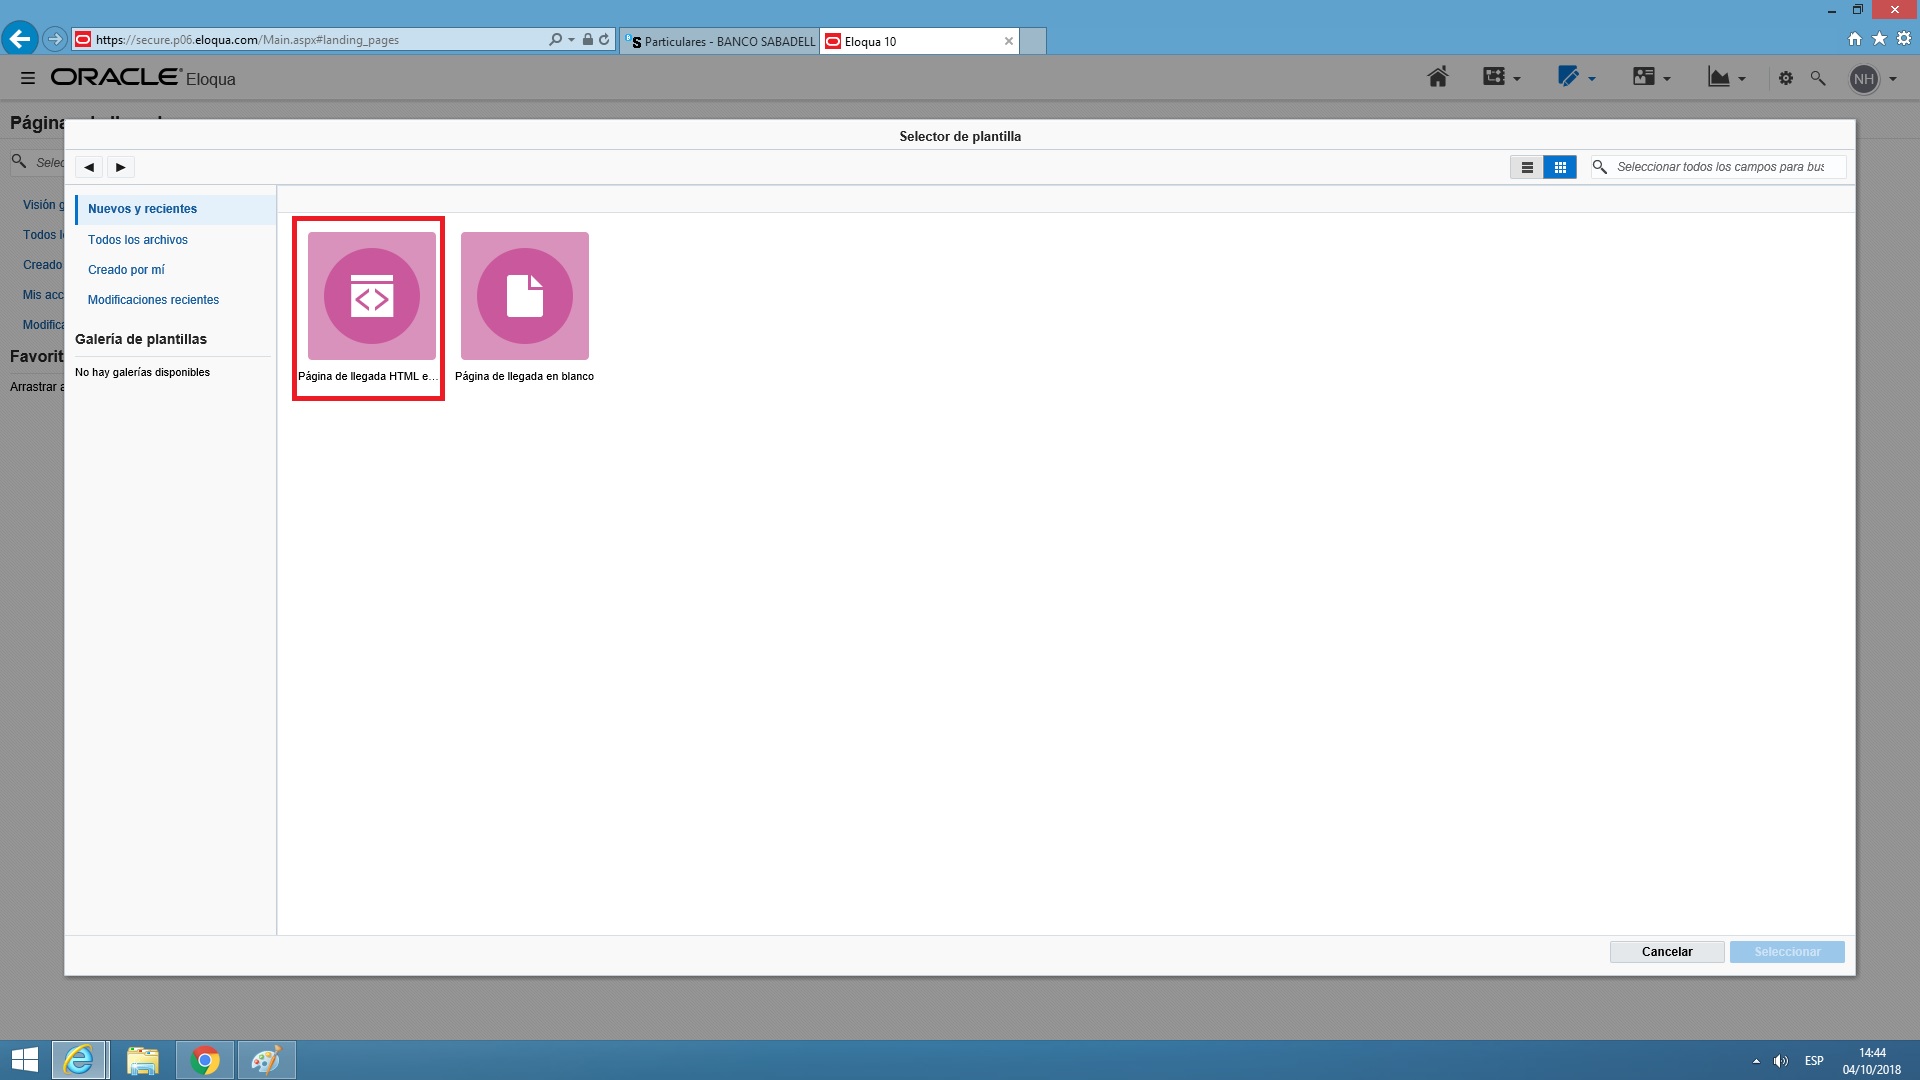 https://secure.p06.eloqua.com/Main.aspx#landing_pages
Particulares - BANCO SABADELL
Eloqua 10
ORACLE Eloqua
NH
Página
Selector de plantilla
Selec
Seleccionar todos los campos para bus
Visión g
Nuevos y recientes
Todos l
Todos los archivos
Creado
Creado por mí
Mis acc
Modificaciones recientes
Modifica
Galería de plantillas
Favorit
No hay galerías disponibles
Arrastrar a
Página de llegada HTML e...
Página de llegada en blanco
Cancelar
Seleccionar
ESP
14:44
04/10/2018